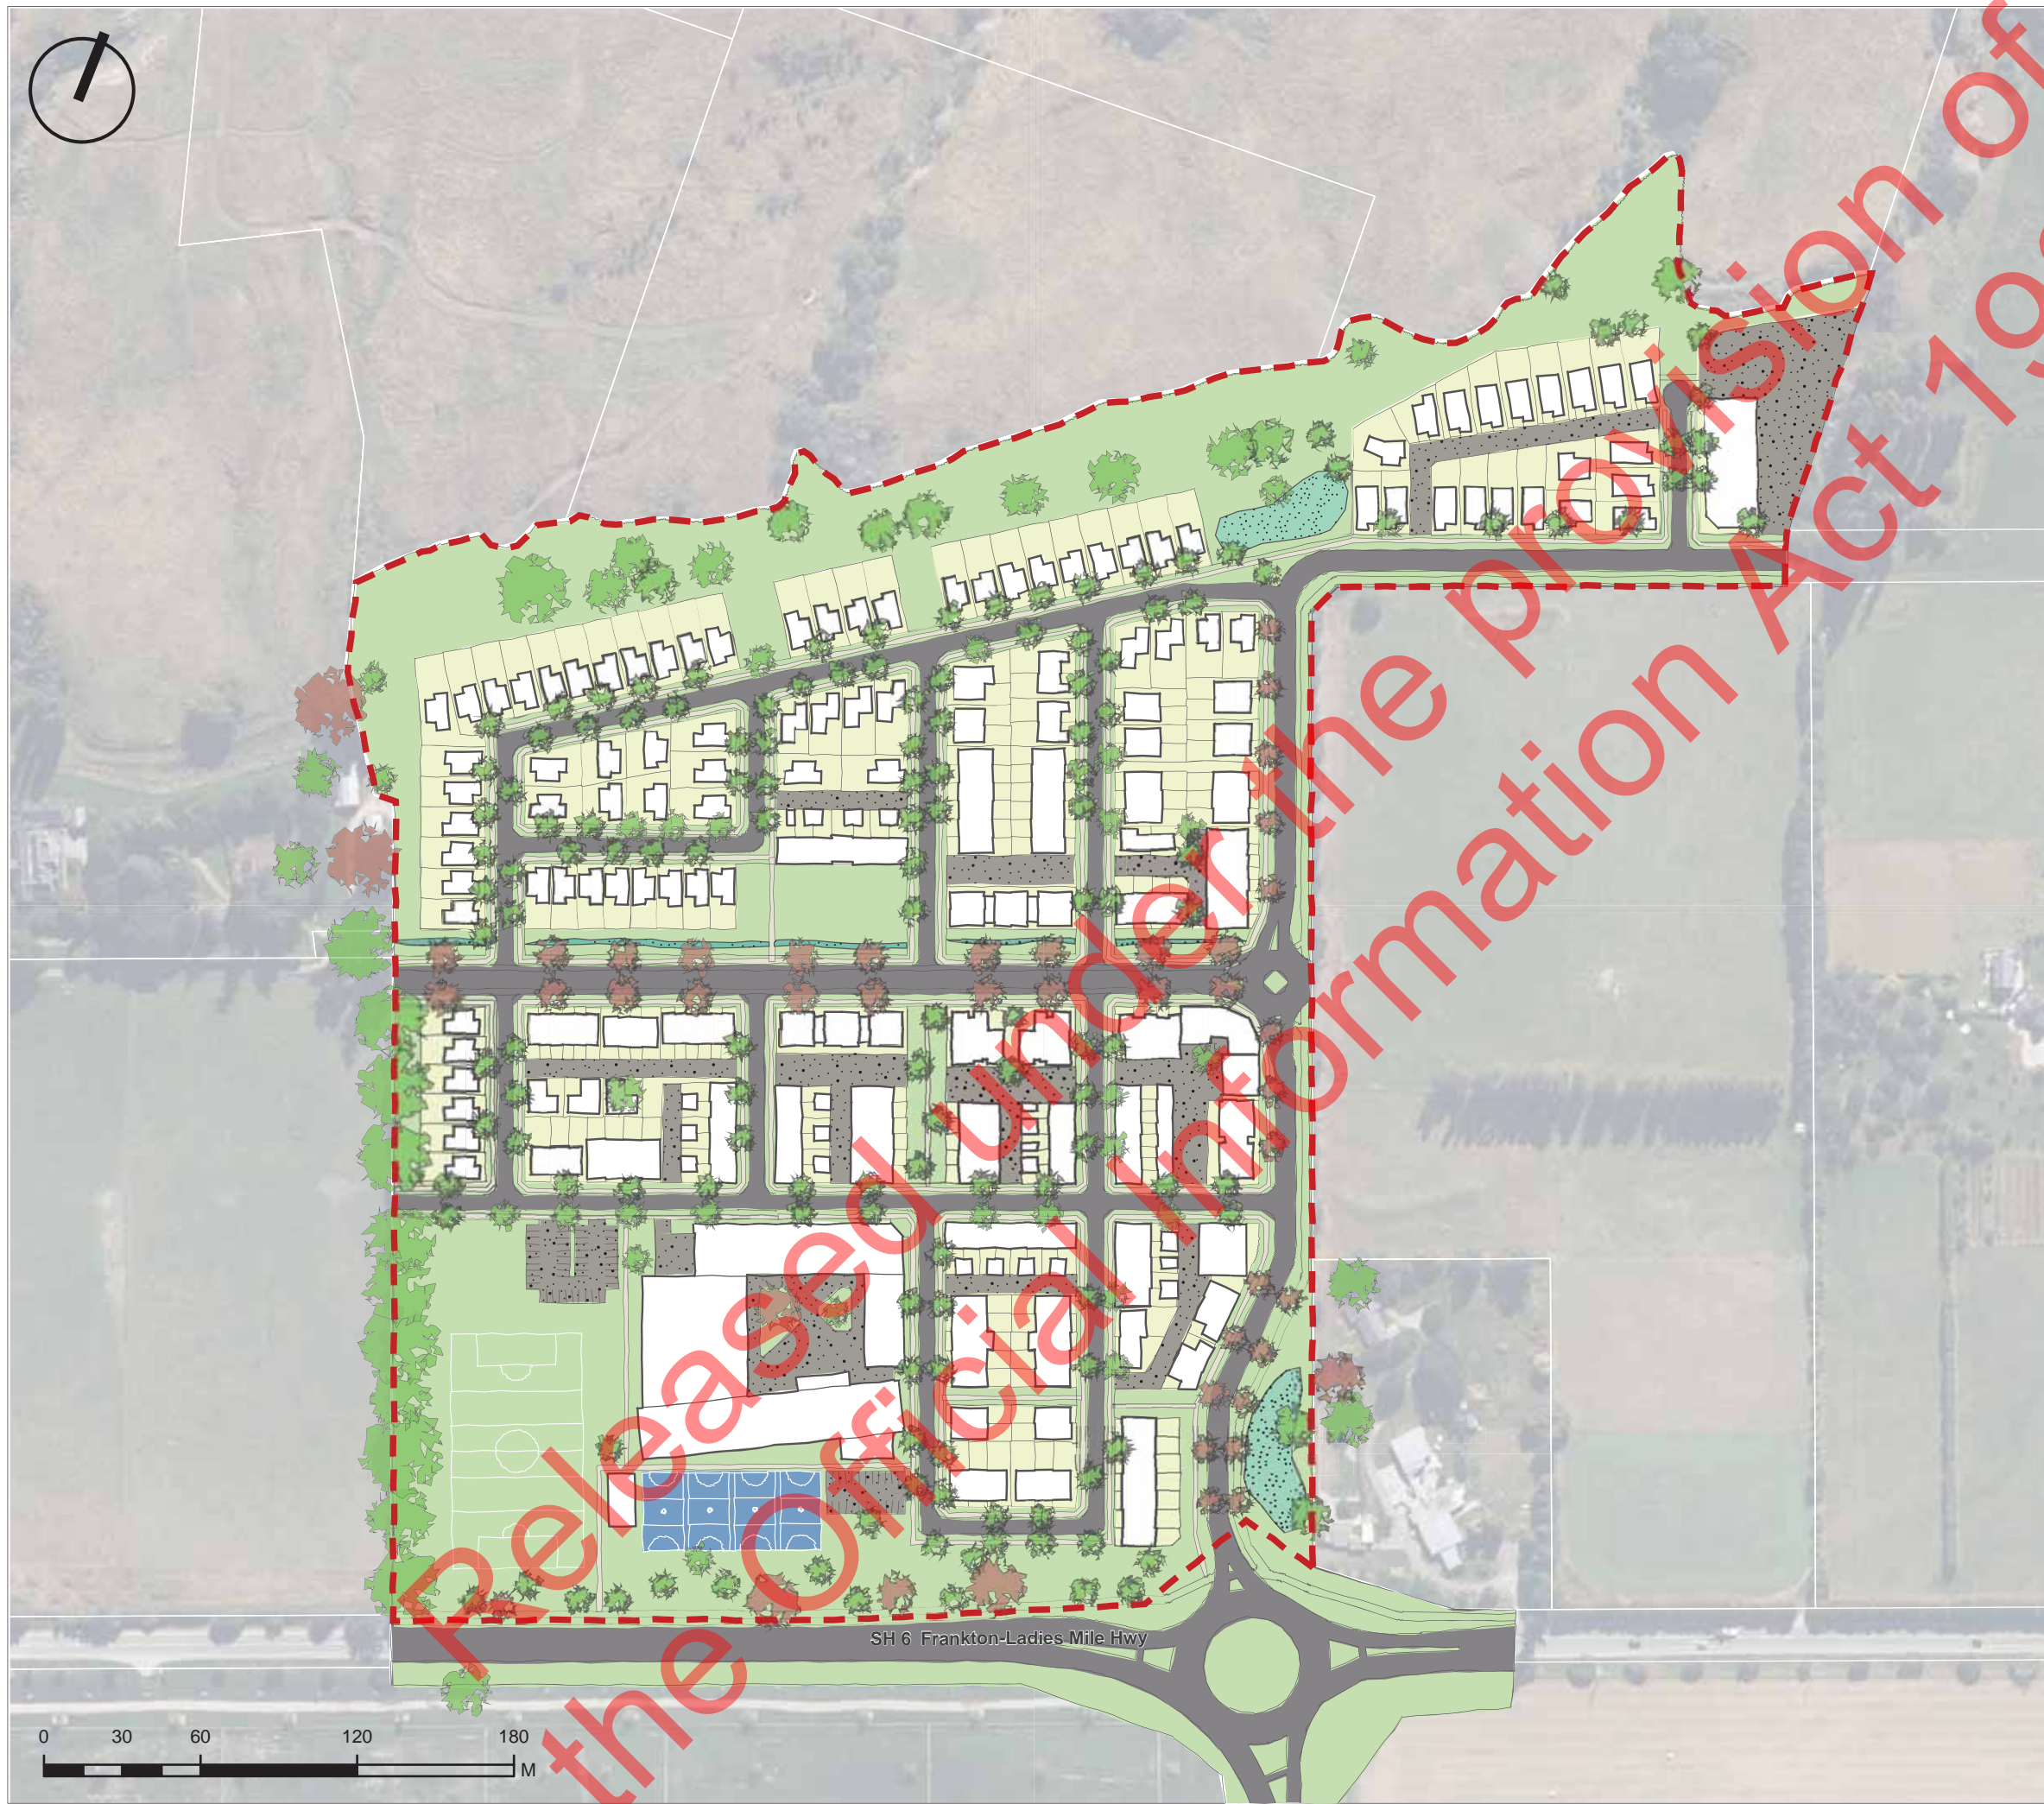 Released under the provision of
the Official Information Act 19
SH 6 Frankton-Ladies Mile Hwy
0 30 60 120 180
M